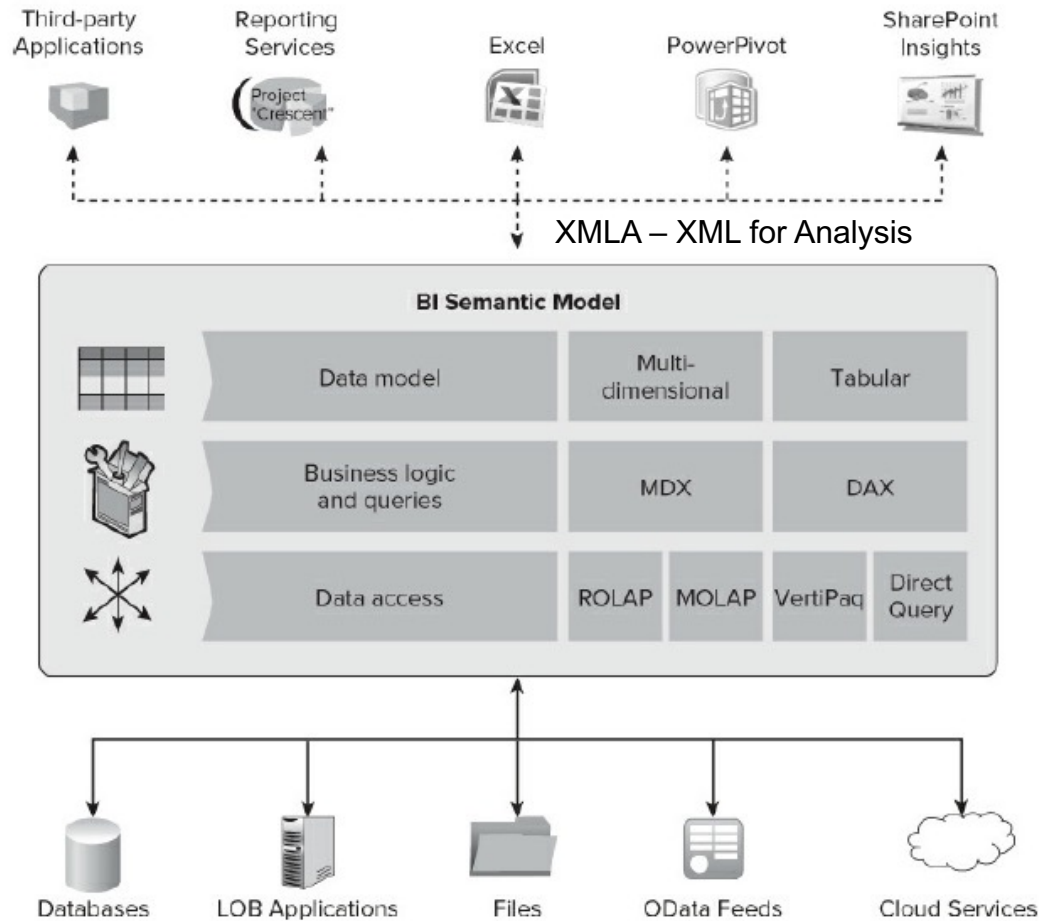 Third-party
Applications
Reporting
Services
Excel
PowerPivot
SharePoint
Insights
Project
"Crescent"
X
XMLA – XML for Analysis
BI Semantic Model
Data model
Multi-
dimensional
Tabular
Business logic
and queries
MDX
DAX
Data access
ROLAP
MOLAP
VertiPaq
Direct
Query
Databases
LOB Applications
Files
OData Feeds
Cloud Services